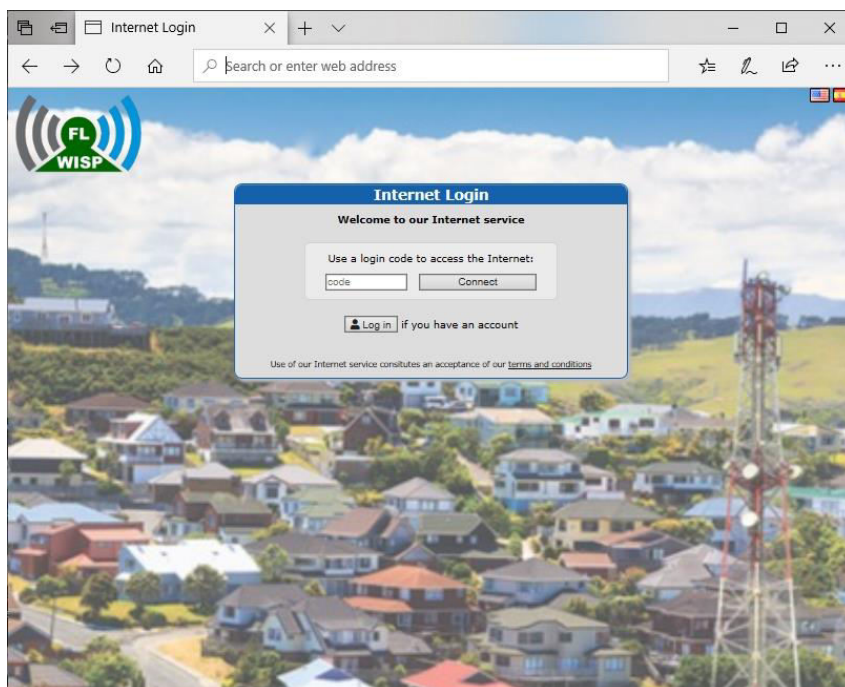 Internet Login
Search or enter web address
FL
WISP
Internet Login
Welcome to our Internet service
Use a login code to access the Internet:
code
Connect
Log in if you have an account
Use of our Internet service consitutes an acceptance of our terms and conditions